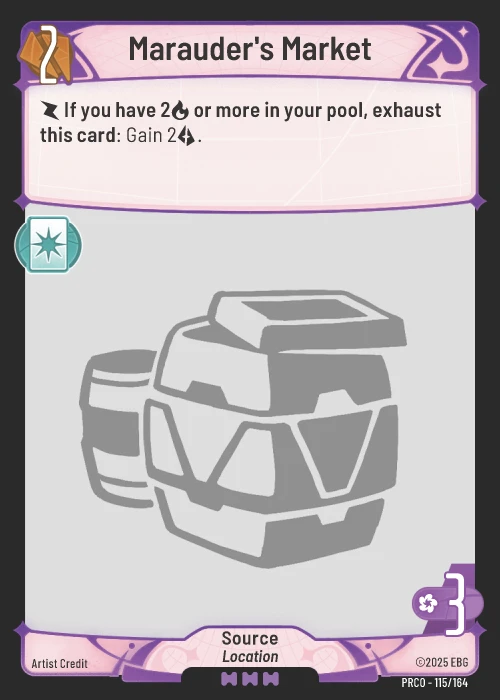 2
Marauder's Market
If you have 2 or more in your pool, exhaust
this card: Gain 2.
3
Source
Location
Artist Credit
©2025 EBG
PRCO - 115/164